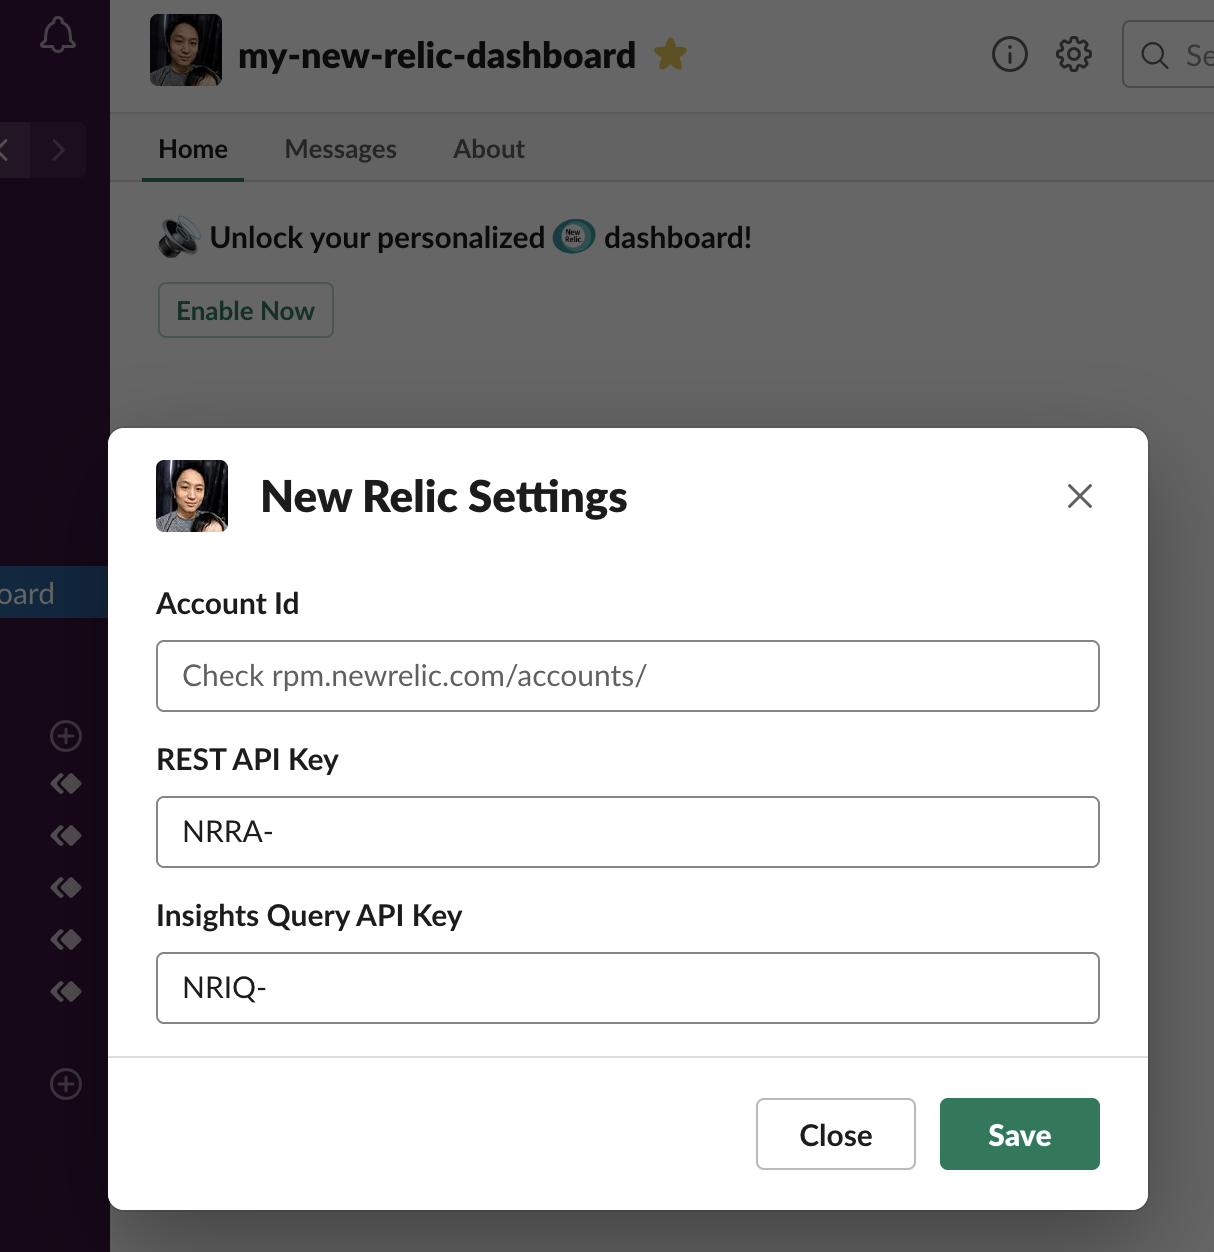 my-new-relic-dashboard
Se
Home Messages About
Unlock your personalized New Relic. dashboard!
Enable Now
New Relic Settings
oard
Account Id
Check rpm.newrelic.com/accounts/
REST API Key
NRRA-
Insights Query API Key
NRIQ-
Close Save